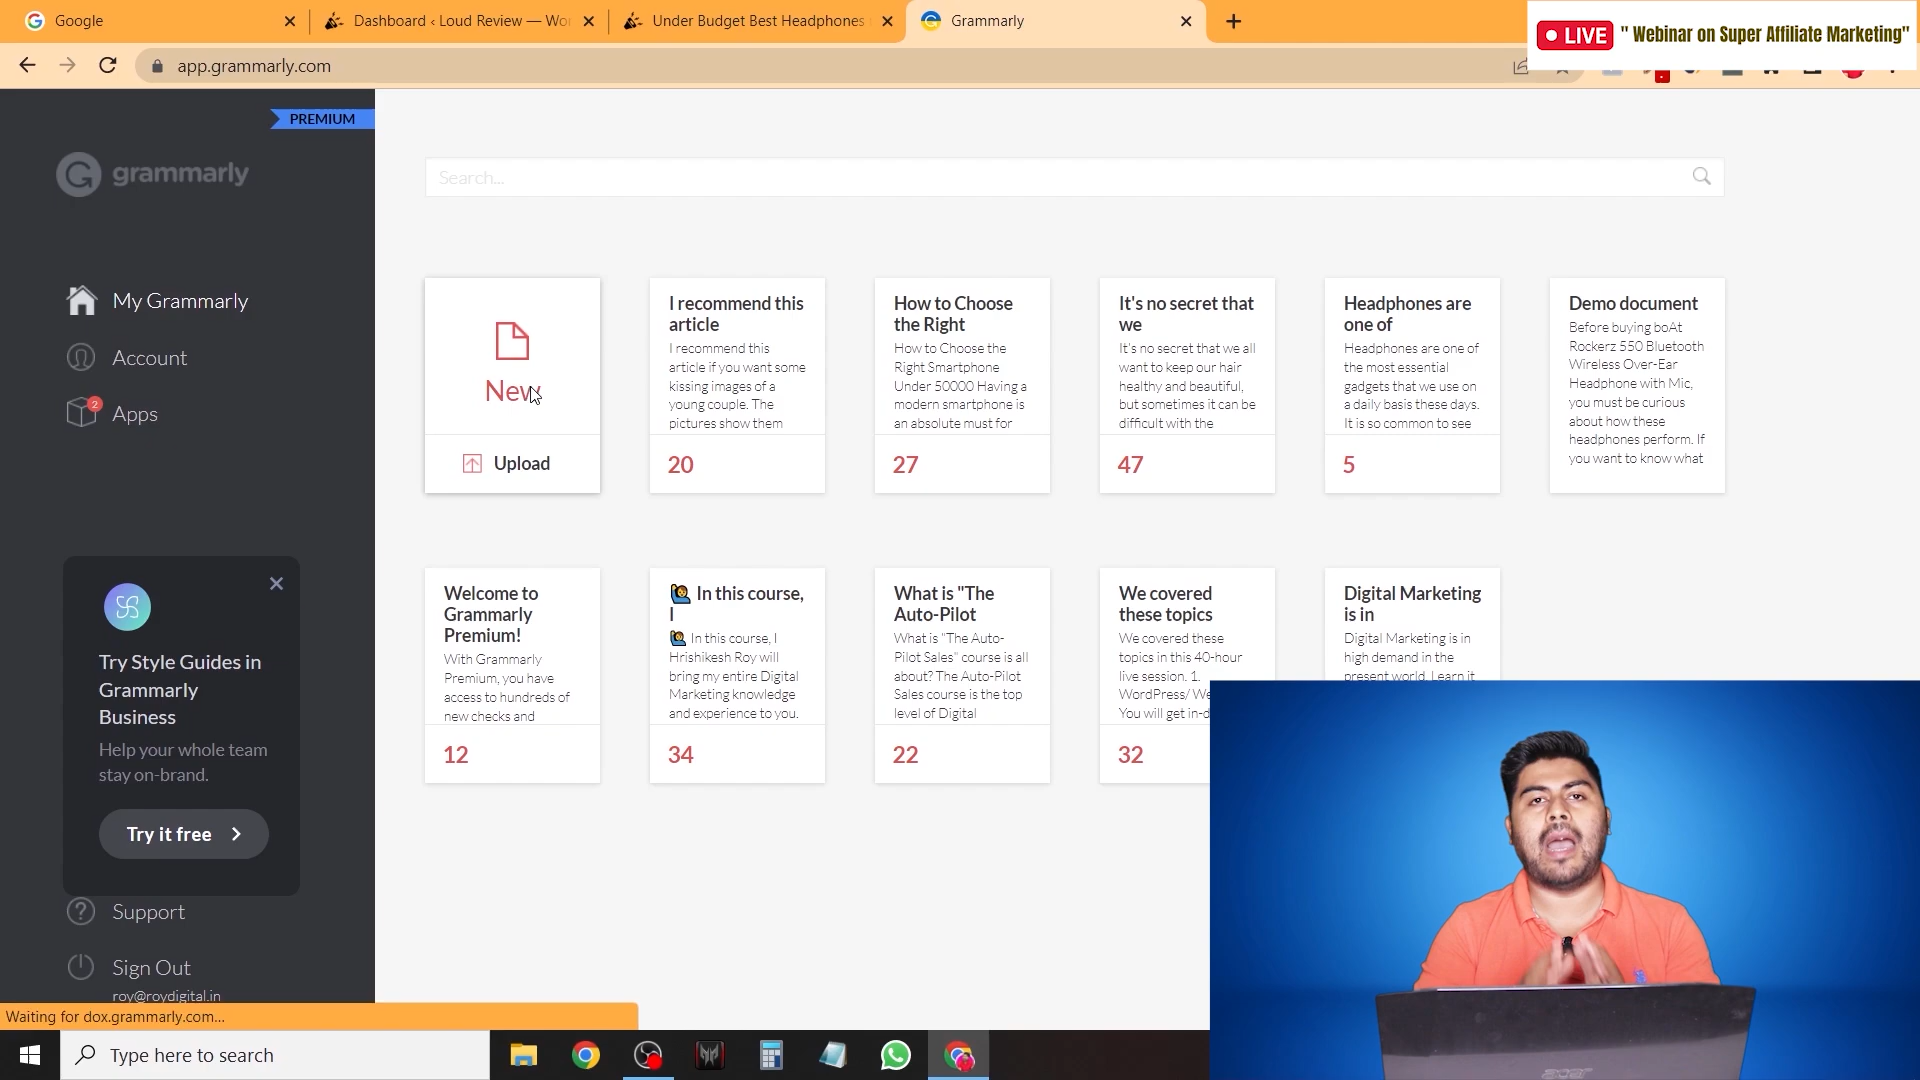 Google
Dashboard ‹ Loud Review — Wo
Under Budget Best Headphones
Grammarly
LIVE
" Webinar on Super Affiliate Marketing"
app.grammarly.com
PREMIUM
grammarly
Search...
My Grammarly
Account
2
Apps
New
Upload
I recommend this
article
I recommend this
article if you want some
kissing images of a
young couple. The
pictures show them
20
How to Choose
the Right
How to Choose the
Right Smartphone
Under 50000 Having a
modern smartphone is
an absolute must for
27
It's no secret that
we
It's no secret that we all
want to keep our hair
healthy and beautiful,
but sometimes it can be
difficult with the
47
Headphones are
one of
Headphones are one of
the most essential
gadgets that we use on
a daily basis these days.
It is so common to see
5
Demo document
Before buying boAt
Rockerz 550 Bluetooth
Wireless Over-Ear
Headphone with Mic,
you must be curious
about how these
headphones perform. If
you want to know what
Welcome to
Grammarly
Premium!
With Grammarly
Premium, you have
access to hundreds of
new checks and
12
🙋 In this course,
I
🙋 In this course, I
Hrishikesh Roy will
bring my entire Digital
Marketing knowledge
and experience to you.
34
What is "The
Auto-Pilot
What is "The Auto-
Pilot Sales" course is all
about? The Auto-Pilot
Sales course is the top
level of Digital
22
We covered
these topics
We covered these
topics in this 40-hour
live session. 1.
WordPress/ We
You will get in-d
32
Digital Marketing
is in
Digital Marketing is in
high demand in the
present world. Learn it
Try Style Guides in
Grammarly
Business
Help your whole team
stay on-brand.
Try it free
Support
Sign Out
roy@roydigital.in
Waiting for dox.grammarly.com...
Type here to search
acer